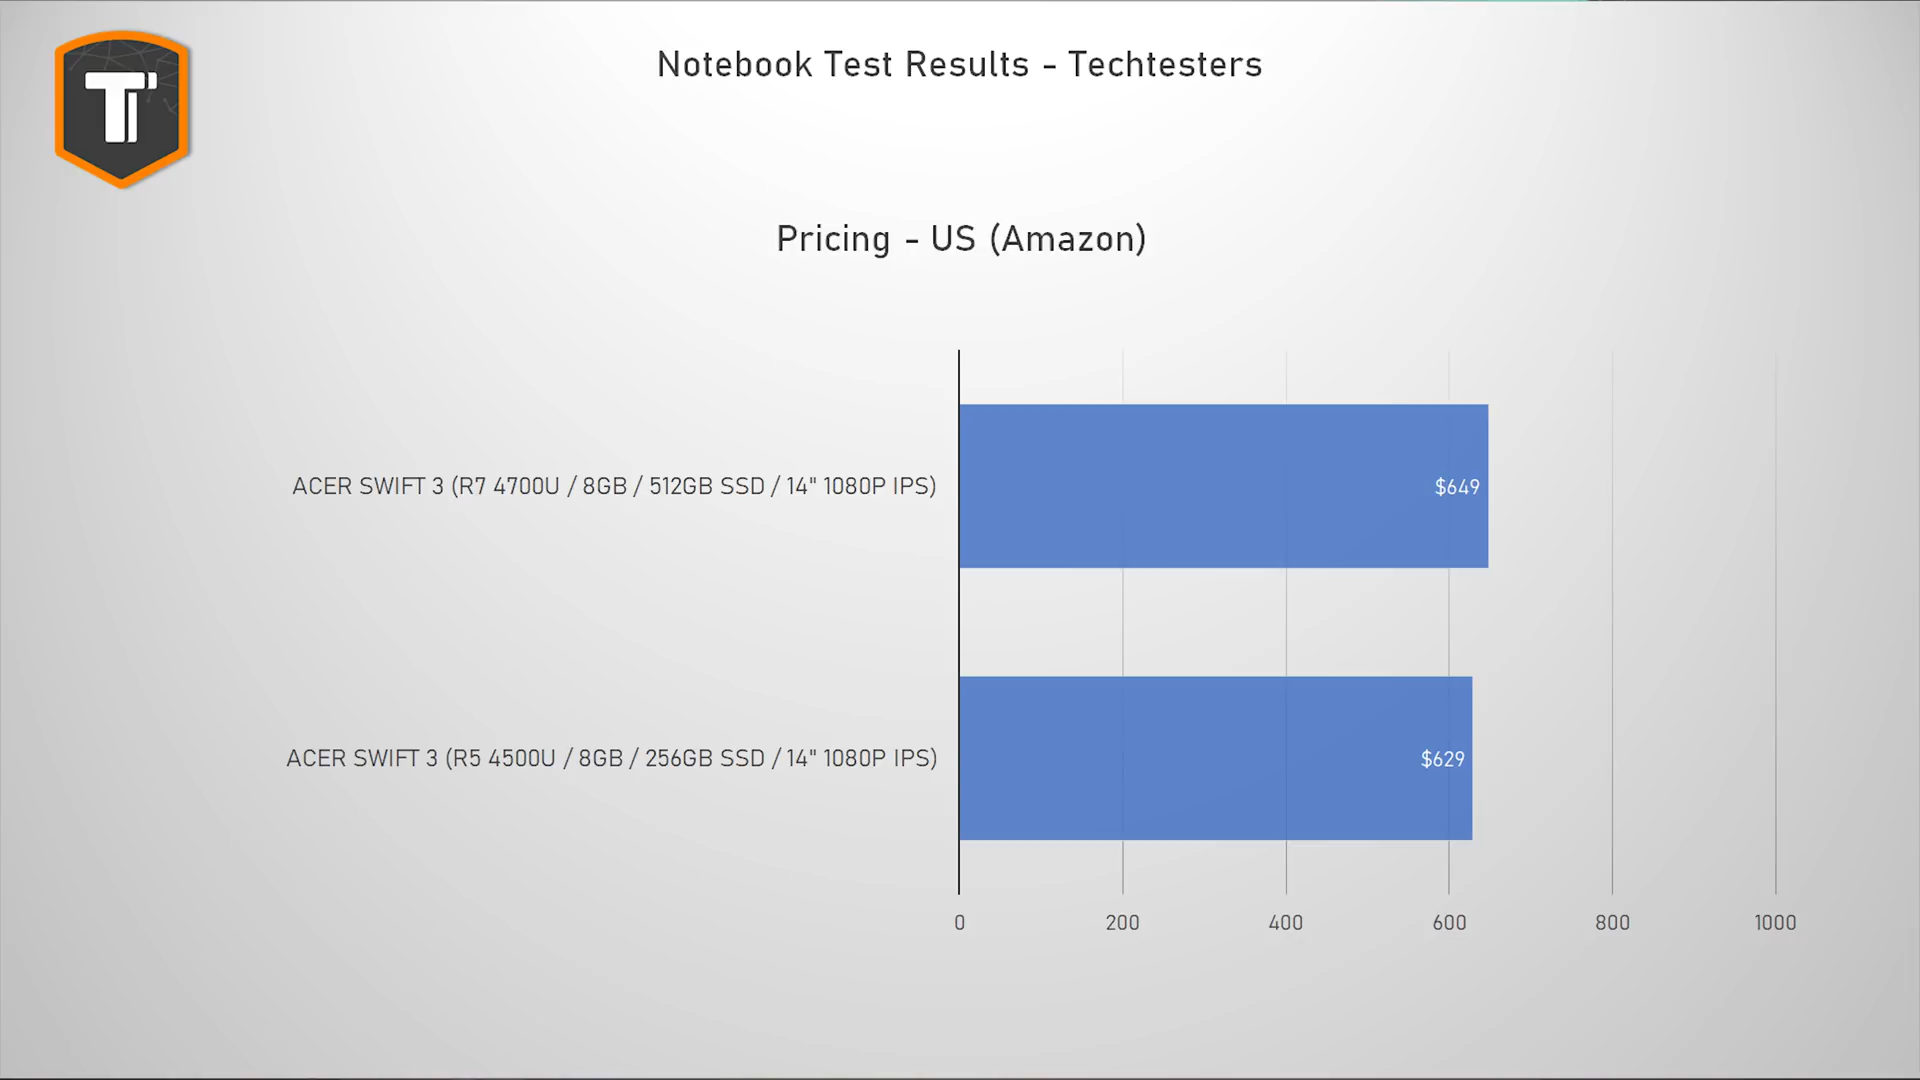 Notebook Test Results - Techtesters
Pricing - US (Amazon)
ACER SWIFT 3 (R7 4700U / 8GB / 512GB SSD / 14" 1080P IPS)
$649
ACER SWIFT 3 (R5 4500U / 8GB / 256GB SSD / 14" 1080P IPS)
$629
0 200 400 600 800 1000